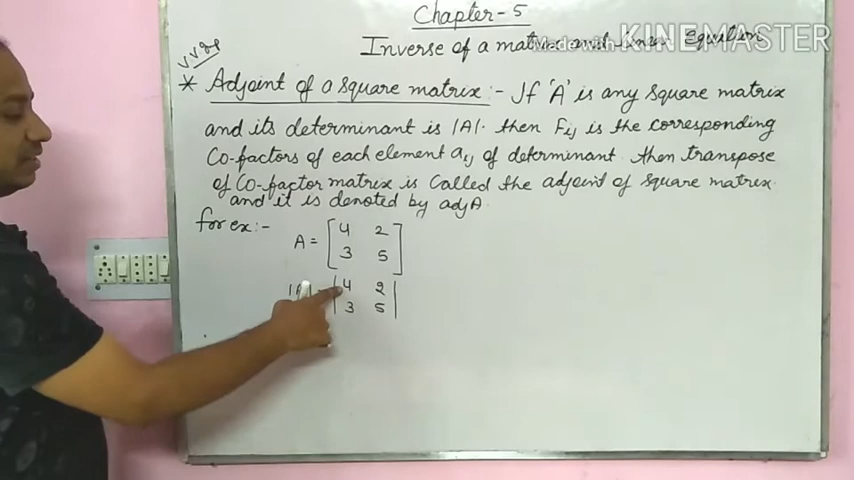 Chapter-5
Inverse of a matrix and Linear Equation
Made with KINEMASTER
V V Imp
* Adjoint of a square matrix :- If 'A' is any square matrix
and its determinant is |A|. then Fij is the corresponding
Co-factors of each element aij of determinant then transpose
of Co-factor matrix is called the adjoint of square matrix.
and it is denoted by adjA.
for ex:-
A = [ 4 2
3 5 ]
|A| = | 4 2
3 5 |